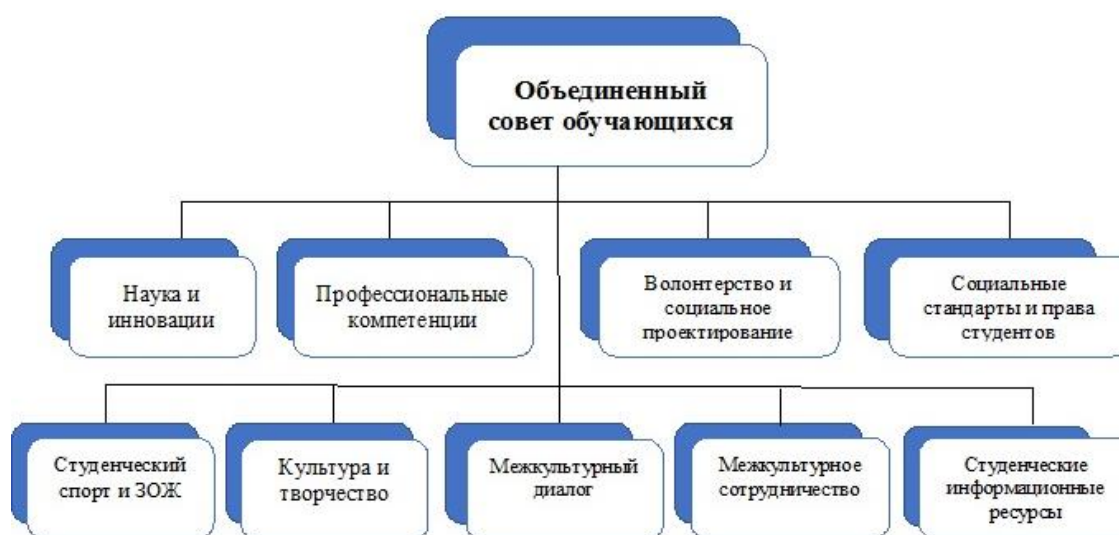 Объединенный
совет обучающихся
Наука и
инновации
Профессиональные
компетенции
Волонтерство и
социальное
проектирование
Социальные
стандарты и права
студентов
Студенческий
спорт и ЗОЖ
Культура и
творчество
Межкультурный
диалог
Межкультурное
сотрудничество
Студенческие
информационные
ресурсы